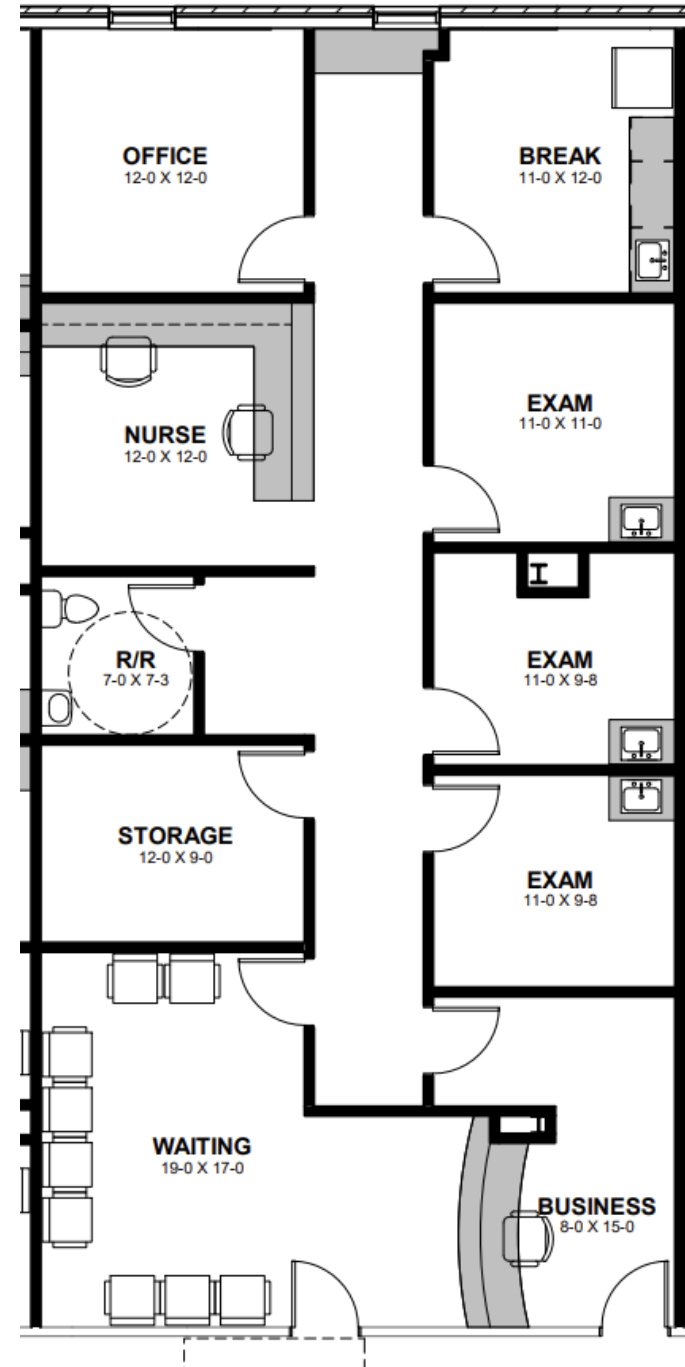 OFFICE
12-0 X 12-0
BREAK
11-0 X 12-0
NURSE
12-0 X 12-0
EXAM
11-0 X 11-0
R/R
7-0 X 7-3
EXAM
11-0 X 9-8
STORAGE
12-0 X 9-0
EXAM
11-0 X 9-8
WAITING
19-0 X 17-0
BUSINESS
8-0 X 15-0